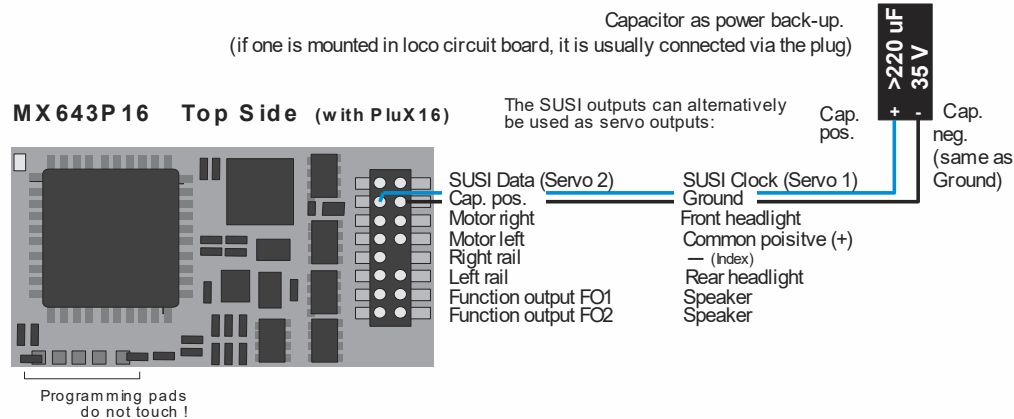 Capacitor as power back-up.
(if one is mounted in loco circuit board, it is usually connected via the plug)
>220 uF
35 V
+ -
MX643P16 Top Side (with PluX16)
The SUSI outputs can alternatively
be used as servo outputs:
Cap.
pos.
Cap.
neg.
(same as
Ground)
SUSI Data (Servo 2) SUSI Clock (Servo 1)
Cap. pos. Ground
Motor right Front headlight
Motor left Common poisitve (+)
Right rail — (Index)
Left rail Rear headlight
Function output FO1 Speaker
Function output FO2 Speaker
Programming pads
do not touch !